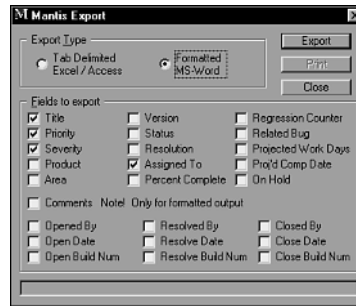 M Mantis Export
Export Type
Tab Delimited
Excel / Access
Formatted
MS-Word
Export
Print
Close
Fields to export
Title
Version
Regression Counter
Priority
Status
Related Bug
Severity
Resolution
Projected Work Days
Product
Assigned To
Proj'd Comp Date
Area
Percent Complete
On Hold
Comments Note! Only for formatted output
Opened By
Resolved By
Closed By
Open Date
Resolve Date
Close Date
Open Build Num
Resolve Build Num
Close Build Num